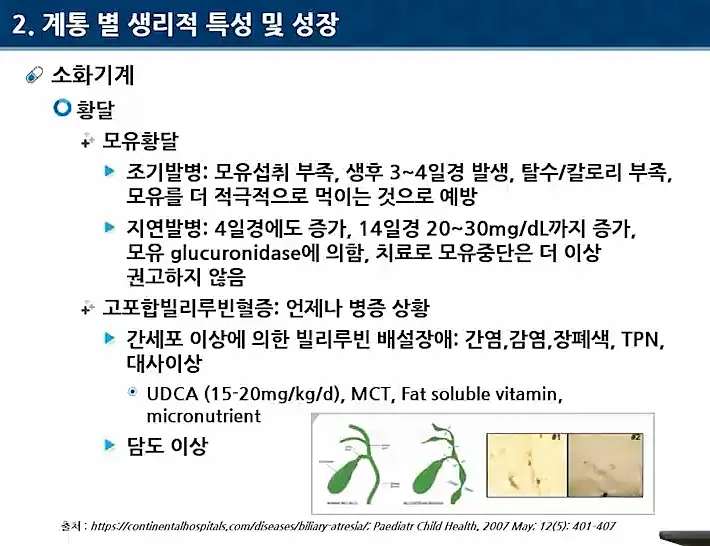 2. 계통 별 생리적 특성 및 성장
소화기계
황달
모유황달
조기발병: 모유섭취 부족, 생후 3~4일경 발생, 탈수/칼로리 부족,
모유를 더 적극적으로 먹이는 것으로 예방
지연발병: 4일경에도 증가, 14일경 20~30mg/dL까지 증가,
모유 glucuronidase에 의함, 치료로 모유중단은 더 이상
권고하지 않음
고포합빌리루빈혈증: 언제나 병증 상황
간세포 이상에 의한 빌리루빈 배설장애: 간염,감염,장폐색, TPN,
대사이상
UDCA (15-20mg/kg/d), MCT, Fat soluble vitamin,
micronutrient
담도 이상
#1
#2
출처 : https://continentalhospitals.com/diseases/biliary-atresia/; Paediatr Child Health, 2007 May: 12(5): 401-407